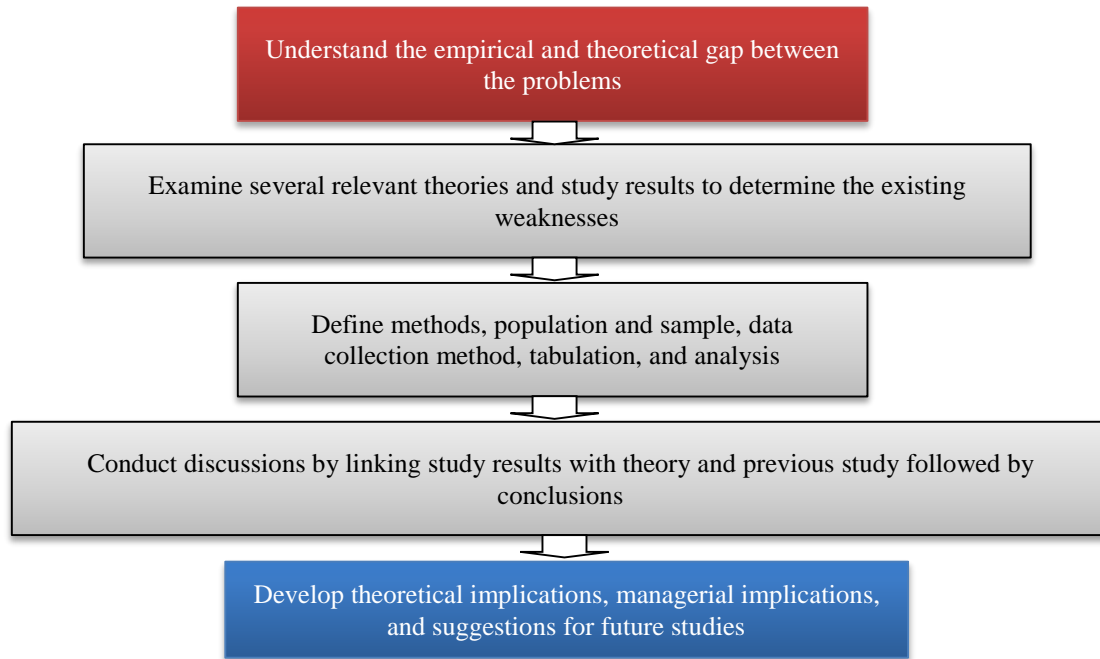 Understand the empirical and theoretical gap between
the problems
Examine several relevant theories and study results to determine the existing
weaknesses
Define methods, population and sample, data
collection method, tabulation, and analysis
Conduct discussions by linking study results with theory and previous study followed by
conclusions
Develop theoretical implications, managerial implications,
and suggestions for future studies